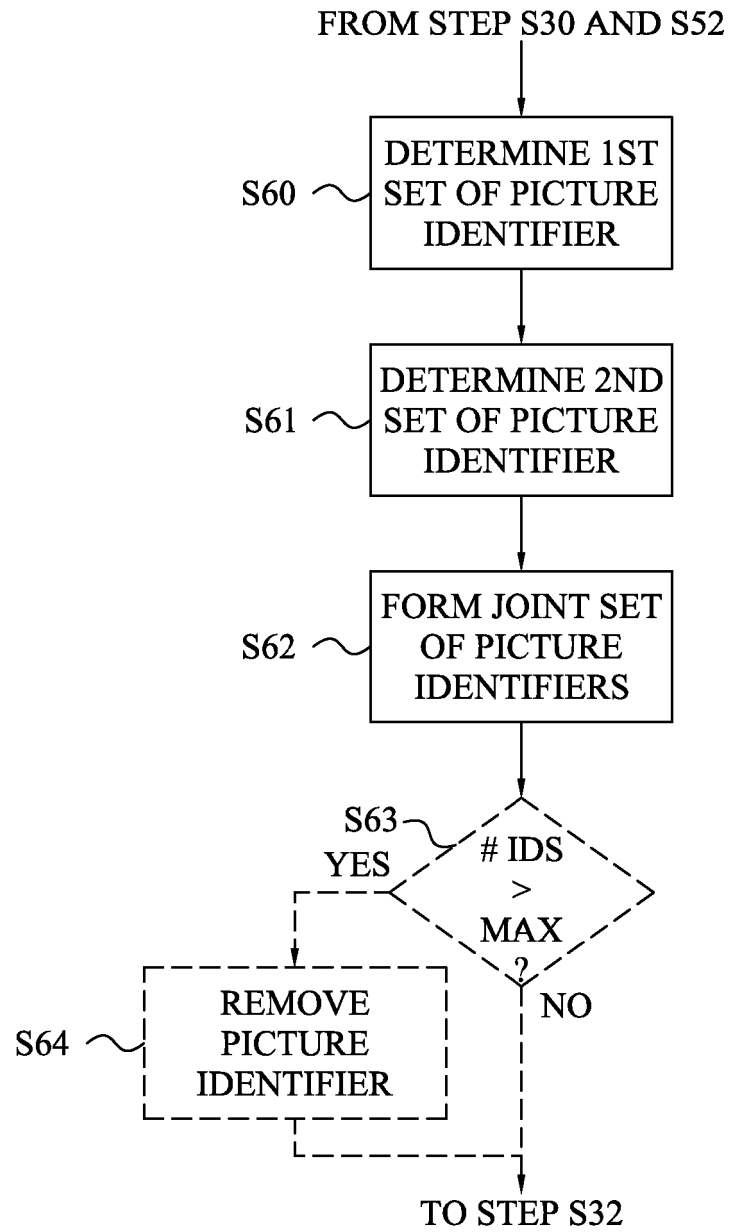 FROM STEP S30 AND S52
DETERMINE 1ST
SET OF PICTURE
IDENTIFIER
S60
DETERMINE 2ND
SET OF PICTURE
IDENTIFIER
S61
FORM JOINT SET
OF PICTURE
IDENTIFIERS
S62
S63
# IDS
>
MAX
?
YES
NO
REMOVE
PICTURE
IDENTIFIER
S64
TO STEP S32